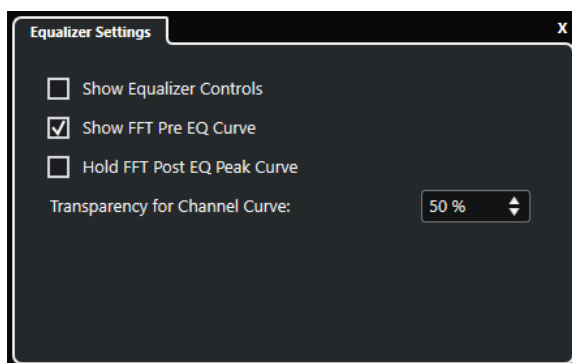 Equalizer Settings
X
Show Equalizer Controls
Show FFT Pre EQ Curve
Hold FFT Post EQ Peak Curve
Transparency for Channel Curve: 50 %